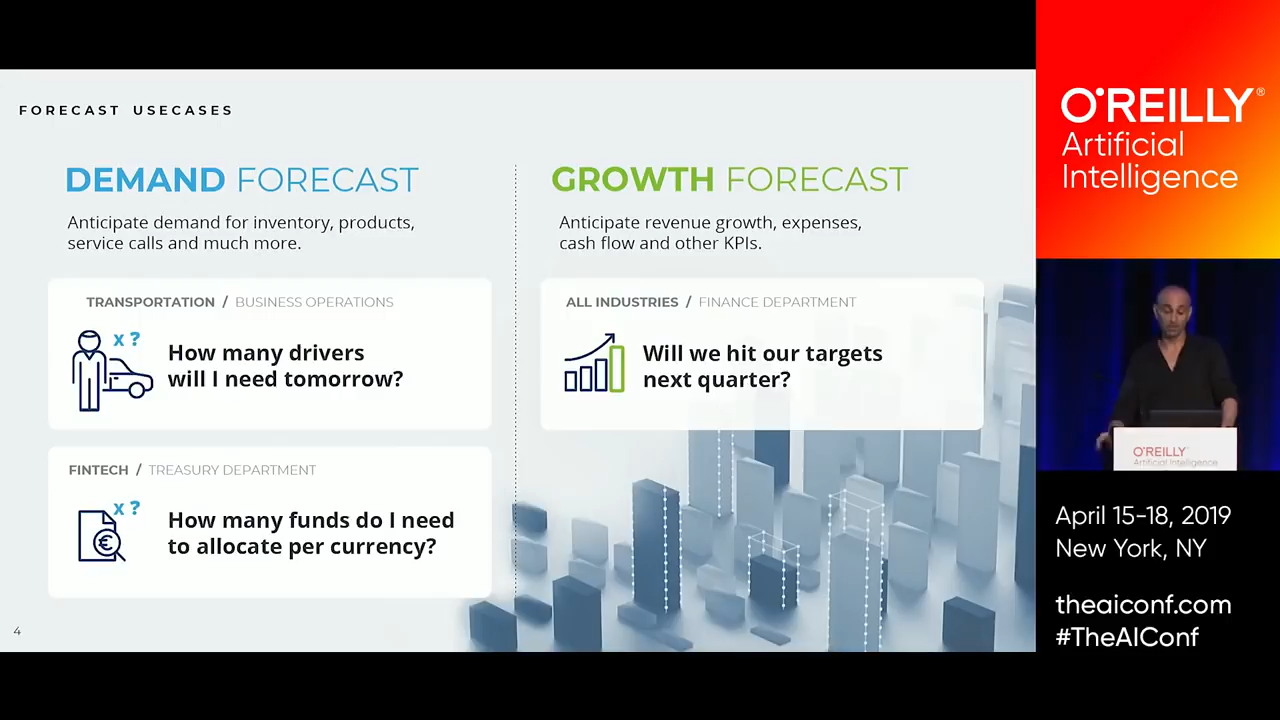 FORECAST USECASES
DEMAND FORECAST
Anticipate demand for inventory, products,
service calls and much more.
TRANSPORTATION / BUSINESS OPERATIONS
x ?
How many drivers
will I need tomorrow?
FINTECH / TREASURY DEPARTMENT
x ?
€
How many funds do I need
to allocate per currency?
GROWTH FORECAST
Anticipate revenue growth, expenses,
cash flow and other KPIs.
ALL INDUSTRIES / FINANCE DEPARTMENT
Will we hit our targets
next quarter?
4
O'REILLY®
Artificial
Intelligence
O'REILLY
Artificial Intelligence
April 15-18, 2019
New York, NY
theaiconf.com
#TheAIConf